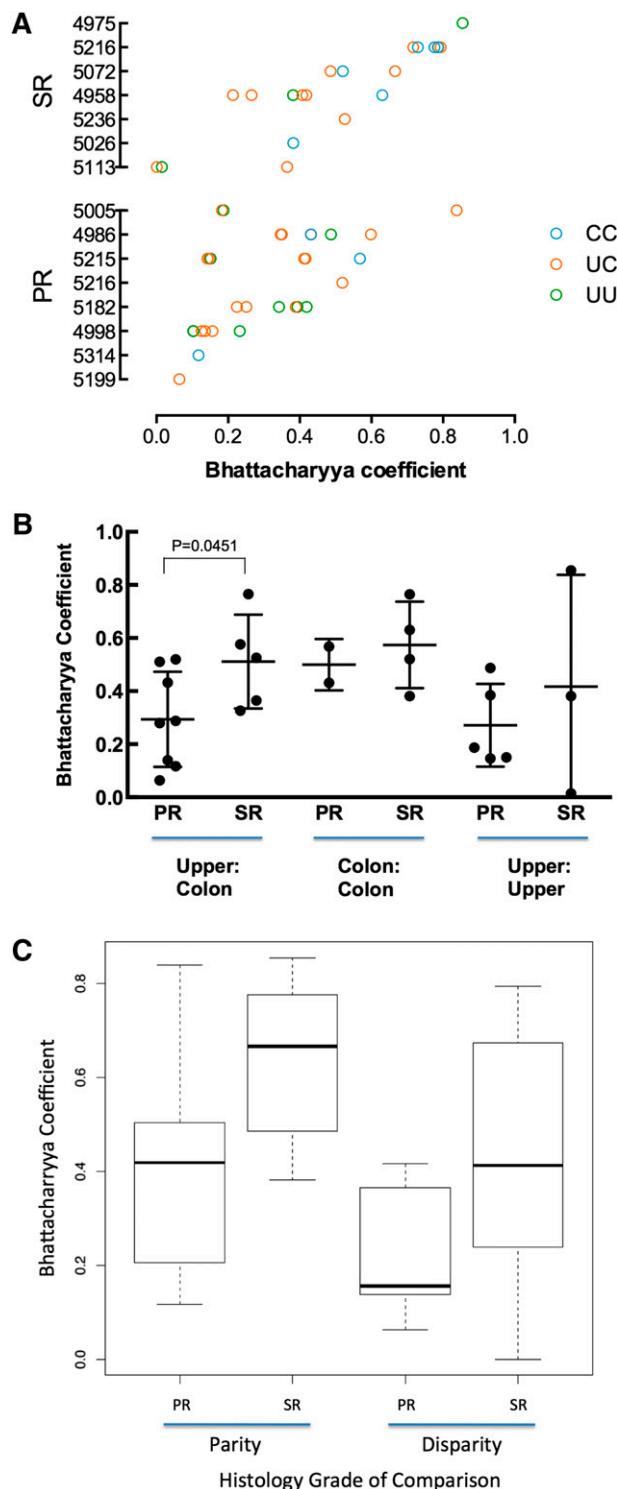 A
SR
4975
5216
5072
4958
5236
5026
5113
PR
5005
4986
5215
5216
5182
4998
5314
5199
CC
UC
UU
0.0 0.2 0.4 0.6 0.8 1.0
Bhattacharyya coefficient
B
Bhattacharyya Coefficient
1.0
0.8
0.6
0.4
0.2
0.0
P=0.0451
PR SR PR SR PR SR
Upper: Colon: Upper:
Colon Colon Upper
C
Bhattacharryya Coefficient
0.8
0.6
0.4
0.2
0.0
PR SR PR SR
Parity Disparity
Histology Grade of Comparison